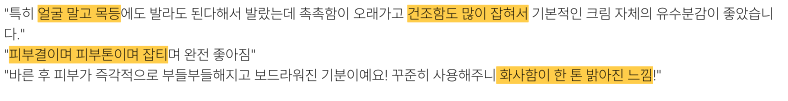 "특히 얼굴 말고 목등에도 발라도 된다해서 발랐는데 촉촉함이 오래가고 건조함도 많이 잡혀서 기본적인 크림 자체의 유수분감이 좋았습니
다."
"피부결이며 피부톤이며 잡티며 완전 좋아짐"
"바른 후 피부가 즉각적으로 부들부들해지고 보드라워진 기분이예요! 꾸준히 사용해주니 화사함이 한 톤 밝아진 느낌!"